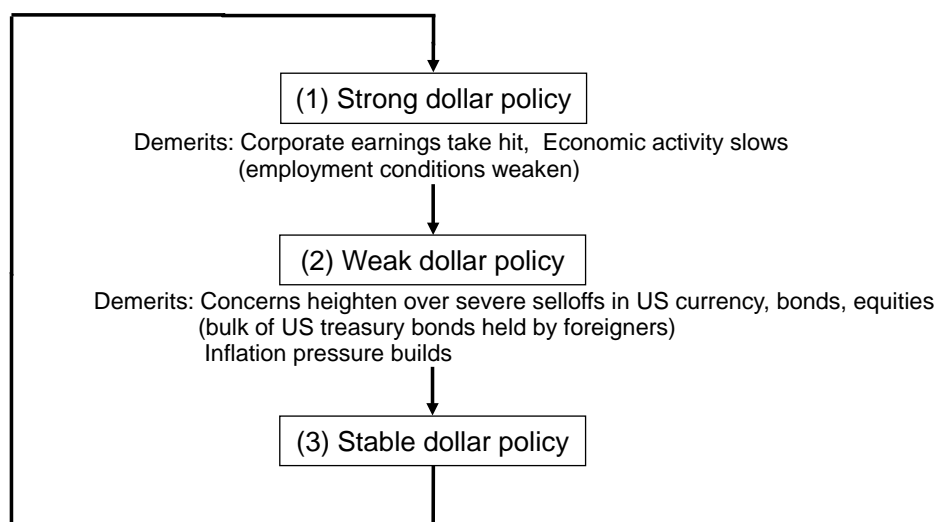 (1) Strong dollar policy
Demerits: Corporate earnings take hit, Economic activity slows
(employment conditions weaken)
(2) Weak dollar policy
Demerits: Concerns heighten over severe selloffs in US currency, bonds, equities
(bulk of US treasury bonds held by foreigners)
Inflation pressure builds
(3) Stable dollar policy